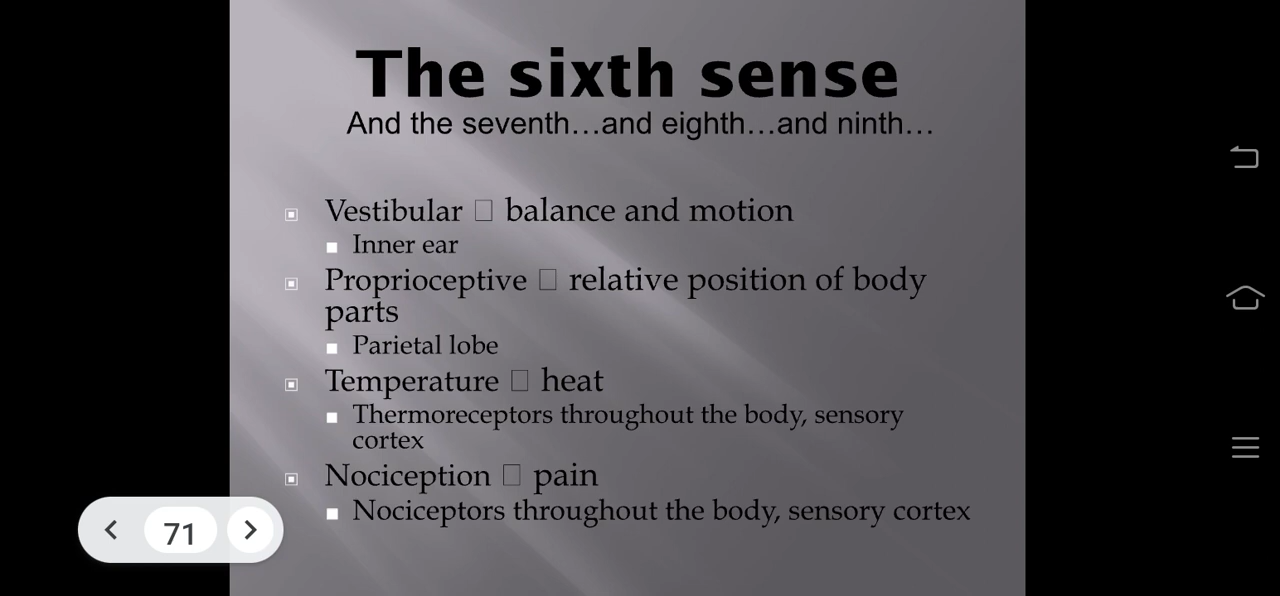 The sixth sense
And the seventh…and eighth…and ninth…
Vestibular □ balance and motion
Inner ear
Proprioceptive □ relative position of body
parts
Parietal lobe
Temperature □ heat
Thermoreceptors throughout the body, sensory
cortex
Nociception □ pain
Nociceptors throughout the body, sensory cortex
71